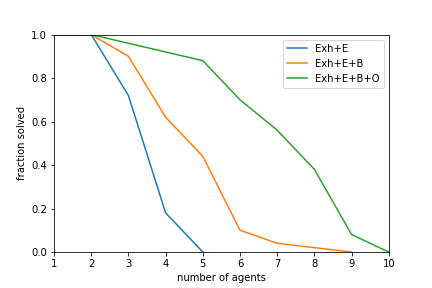 Exh+E
Exh+E+B
Exh+E+B+O
fraction solved
1.0
0.8
0.6
0.4
0.2
0.0
1 2 3 4 5 6 7 8 9 10
number of agents